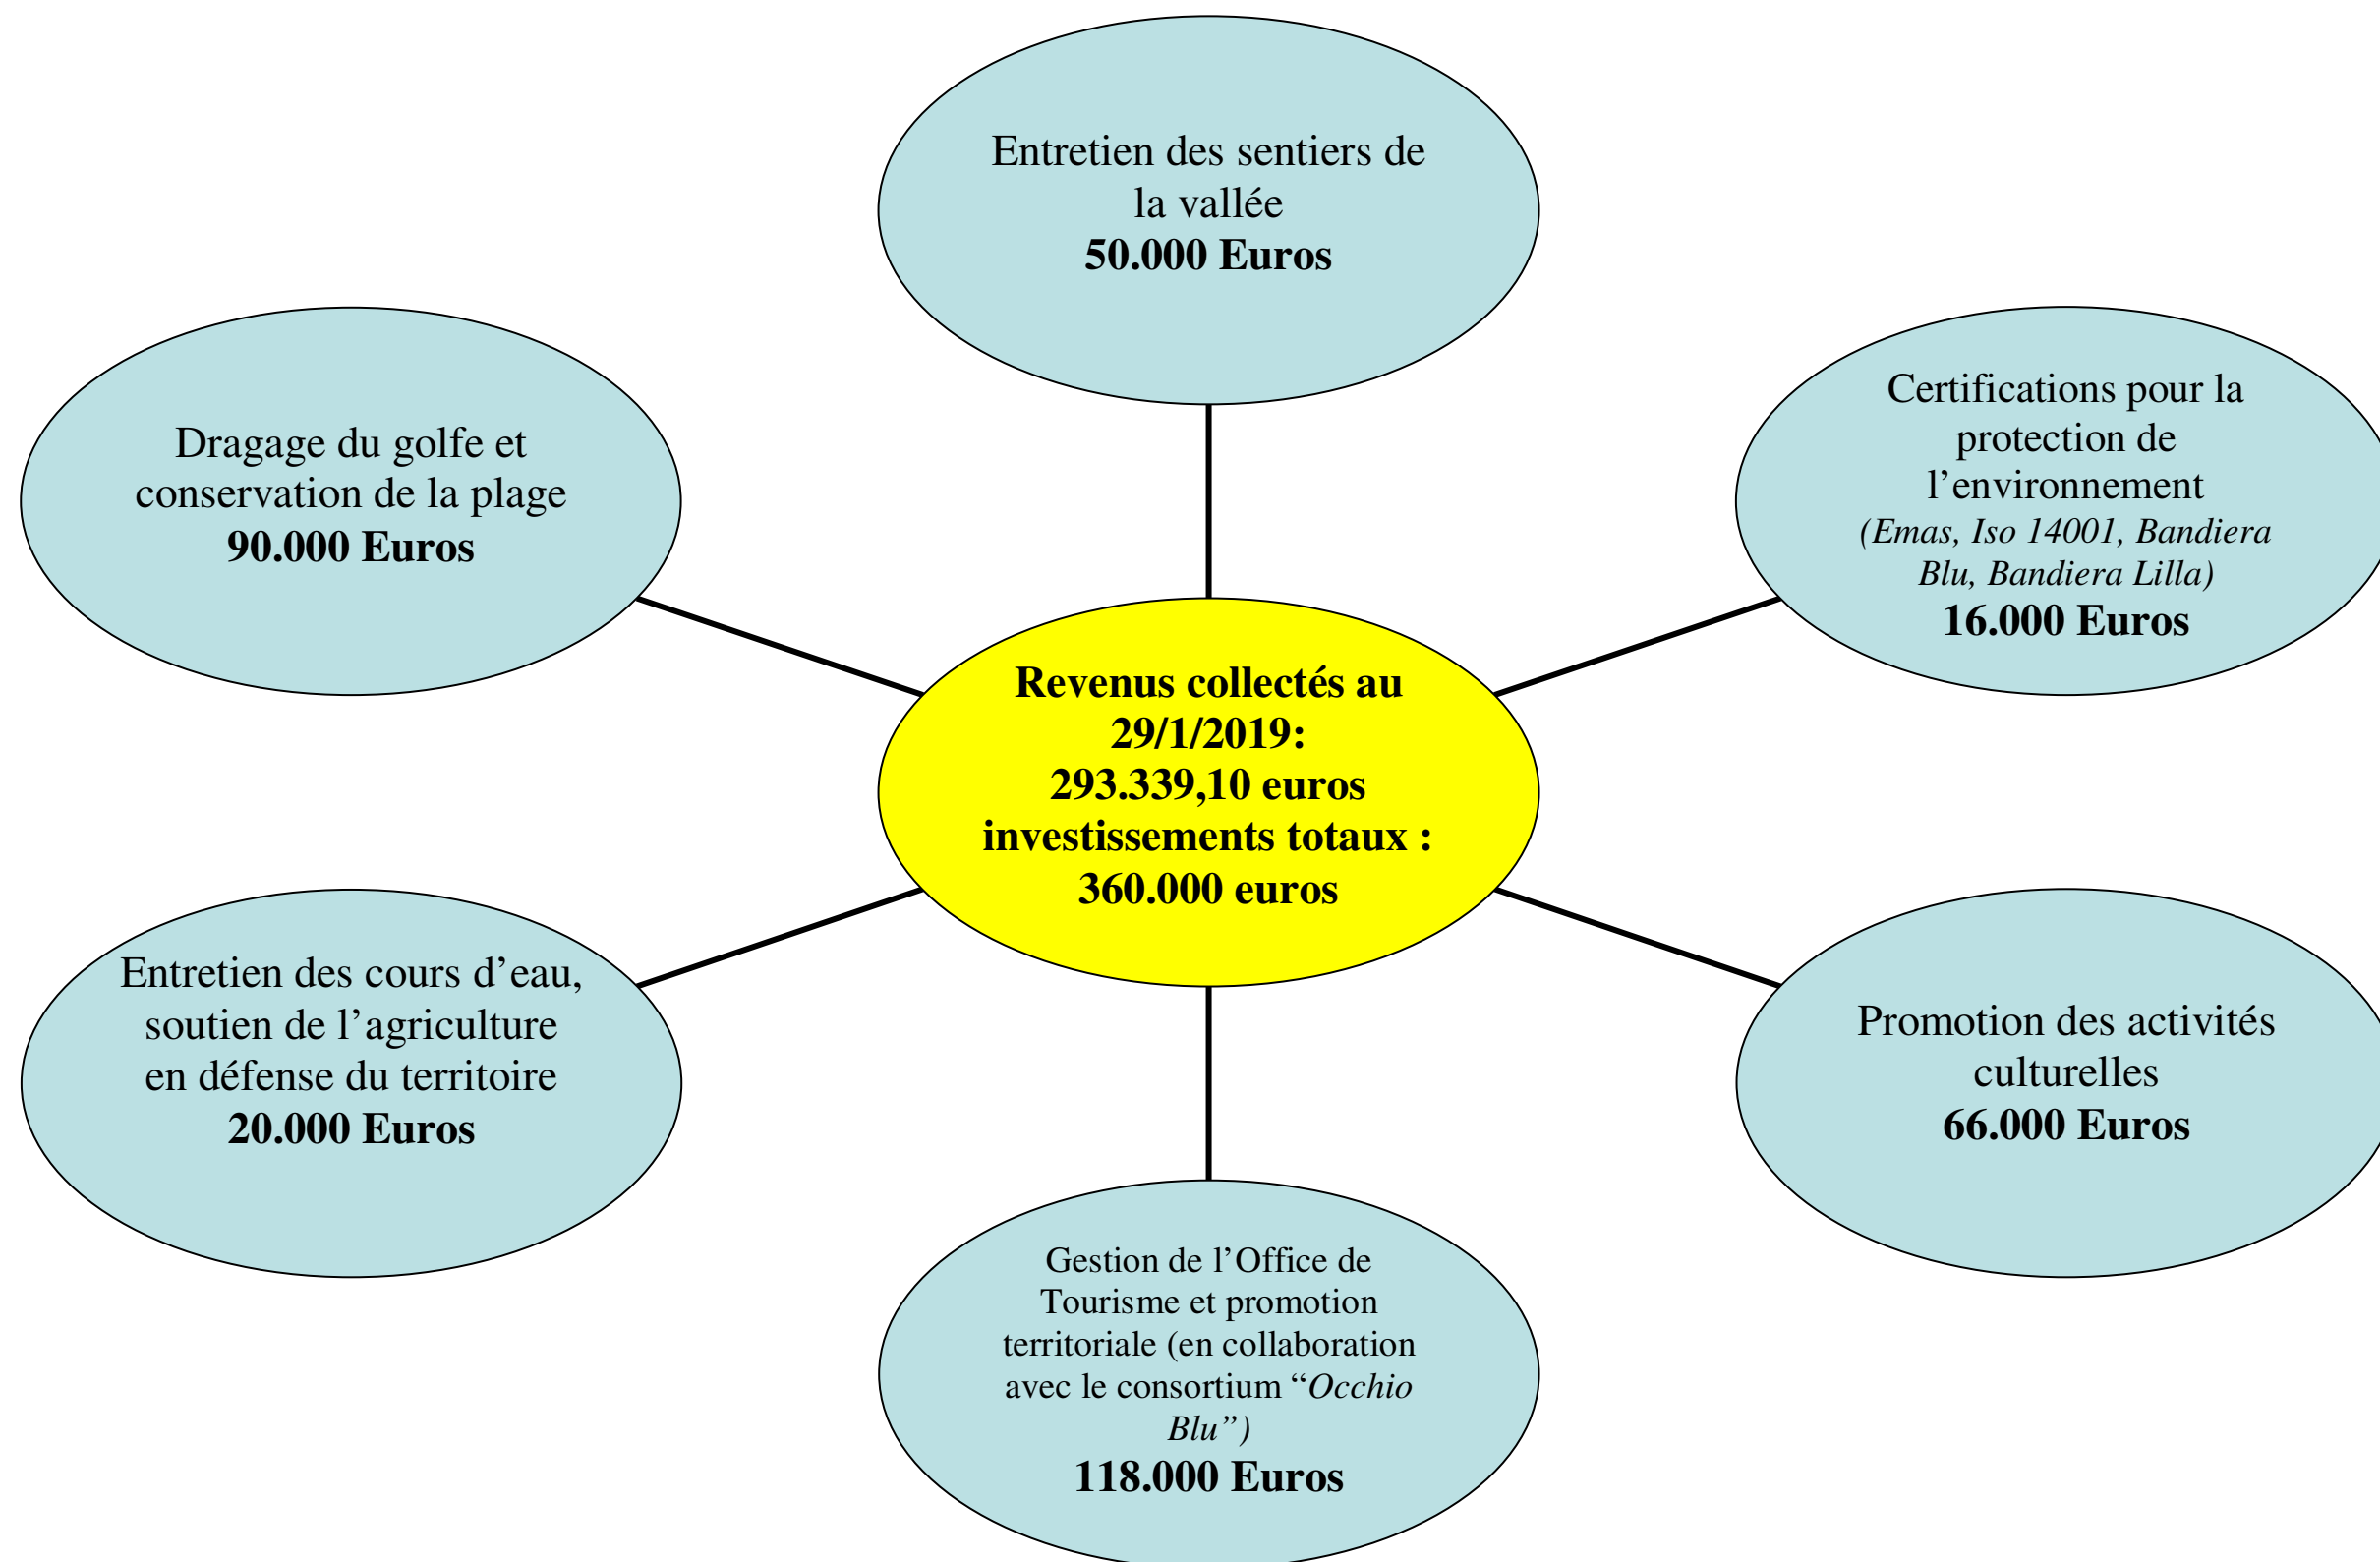 Entretien des sentiers de
la vallée
50.000 Euros
Dragage du golfe et
conservation de la plage
90.000 Euros
Certifications pour la
protection de
l’environnement
(Emas, Iso 14001, Bandiera
Blu, Bandiera Lilla)
16.000 Euros
Revenus collectés au
29/1/2019:
293.339,10 euros
investissements totaux :
360.000 euros
Entretien des cours d’eau,
soutien de l’agriculture
en défense du territoire
20.000 Euros
Promotion des activités
culturelles
66.000 Euros
Gestion de l’Office de
Tourisme et promotion
territoriale (en collaboration
avec le consortium “Occhio
Blu”)
118.000 Euros